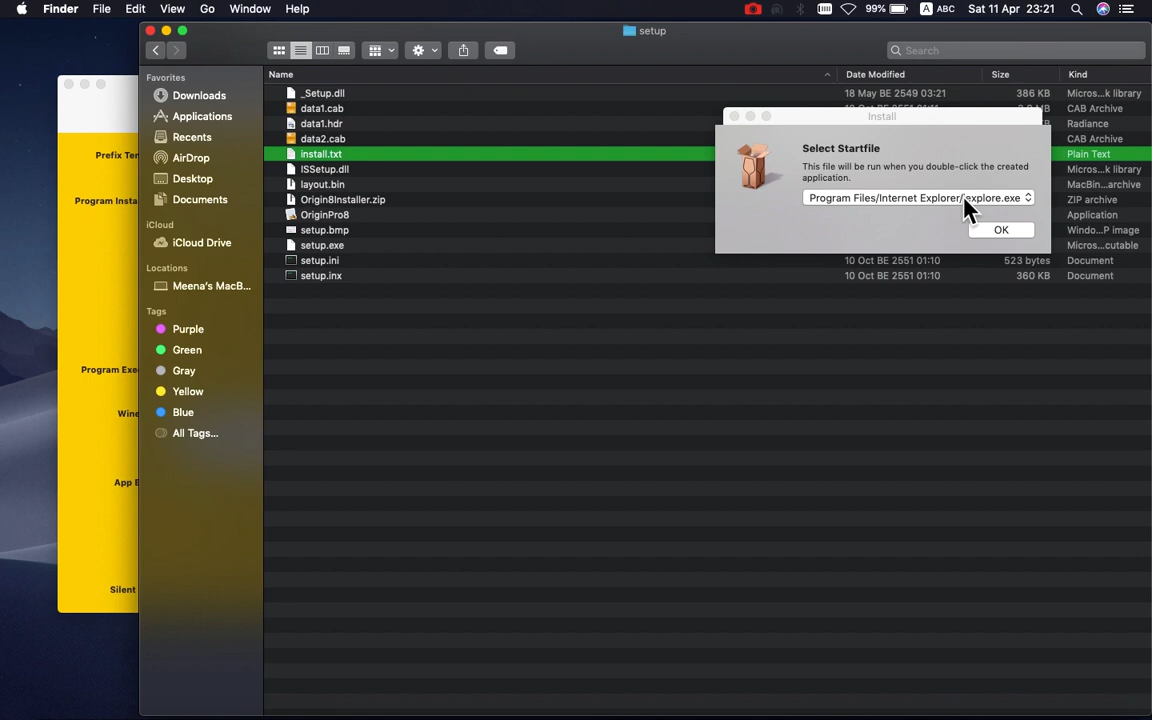 Finder File Edit View Go Window Help 99% A ABC Sat 11 Apr 23:21
setup
Search
Favorites
Downloads
Applications
Recents
AirDrop
Desktop
Documents
iCloud
iCloud Drive
Locations
Meena's MacB...
Tags
Purple
Green
Gray
Yellow
Blue
All Tags...
Name Date Modified Size Kind
_Setup.dll 18 May BE 2549 03:21 386 KB Micros...k library
data1.cab CAB Archive
data1.hdr Radiance
data2.cab CAB Archive
install.txt Plain Text
ISSetup.dll Micros...k library
layout.bin MacBin...archive
Origin8Installer.zip ZIP archive
OriginPro8 Application
setup.bmp Windo...P image
setup.exe Micros...cutable
setup.ini 10 Oct BE 2551 01:10 523 bytes Document
setup.inx 10 Oct BE 2551 01:10 360 KB Document
Install
Select Startfile
This file will be run when you double-click the created
application.
Program Files/Internet Explorer/iexplore.exe
OK
Prefix Tem
Program Insta
Program Exe
Wine
App B
Silent